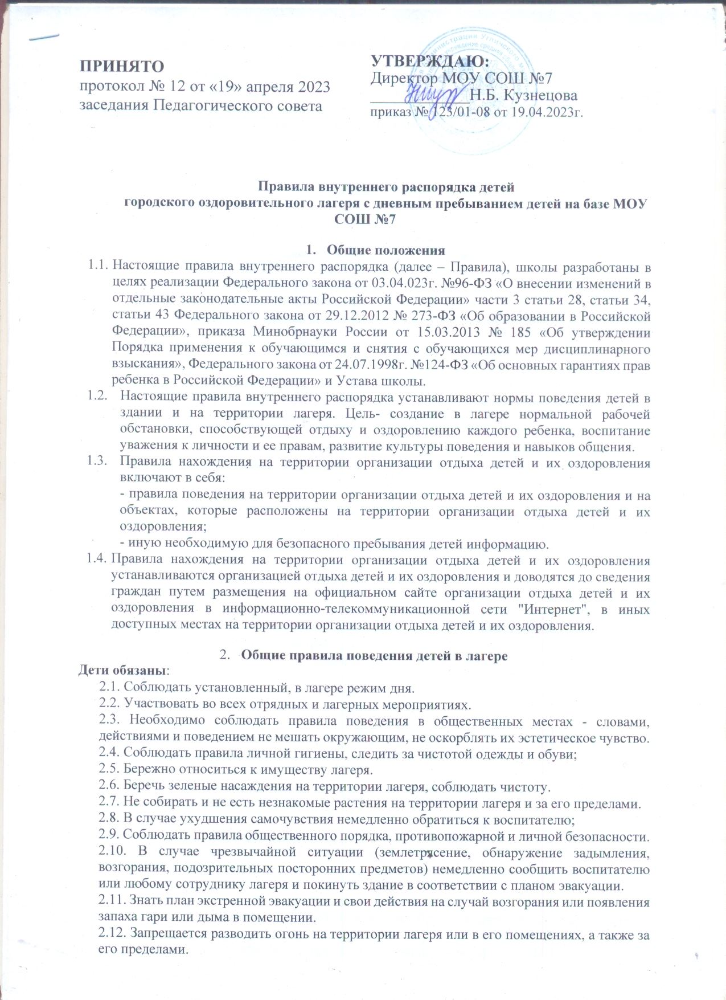 ПРИНЯТО
протокол № 12 от «19» апреля 2023
заседания Педагогического совета
УТВЕРЖДАЮ:
Директор МОУ СОШ №7
____________Н.Б. Кузнецова
приказ № 123/01-08 от 19.04.2023г.
Правила внутреннего распорядка детей
городского оздоровительного лагеря с дневным пребыванием детей на базе МОУ
СОШ №7
1. Общие положения
1.1. Настоящие правила внутреннего распорядка (далее – Правила), школы разработаны в
целях реализации Федерального закона от 03.04.023г. №96-ФЗ «О внесении изменений в
отдельные законодательные акты Российской Федерации» части 3 статьи 28, статьи 34,
статьи 43 Федерального закона от 29.12.2012 № 273-ФЗ «Об образовании в Российской
Федерации», приказа Минобрнауки России от 15.03.2013 № 185 «Об утверждении
Порядка применения к обучающимся и снятия с обучающихся мер дисциплинарного
взыскания», Федерального закона от 24.07.1998г. №124-ФЗ «Об основных гарантиях прав
ребенка в Российской Федерации» и Устава школы.
1.2. Настоящие правила внутреннего распорядка устанавливают нормы поведения детей в
здании и на территории лагеря. Цель- создание в лагере нормальной рабочей
обстановки, способствующей отдыху и оздоровлению каждого ребенка, воспитание
уважения к личности и ее правам, развитие культуры поведения и навыков общения.
1.3. Правила нахождения на территории организации отдыха детей и их оздоровления
включают в себя:
- правила поведения на территории организации отдыха детей и их оздоровления и на
объектах, которые расположены на территории организации отдыха детей и их
оздоровления;
- иную необходимую для безопасного пребывания детей информацию.
1.4. Правила нахождения на территории организации отдыха детей и их оздоровления
устанавливаются организацией отдыха детей и их оздоровления и доводятся до сведения
граждан путем размещения на официальном сайте организации отдыха детей и их
оздоровления в информационно-телекоммуникационной сети "Интернет", в иных
доступных местах на территории организации отдыха детей и их оздоровления.
2. Общие правила поведения детей в лагере
Дети обязаны:
2.1. Соблюдать установленный, в лагере режим дня.
2.2. Участвовать во всех отрядных и лагерных мероприятиях.
2.3. Необходимо соблюдать правила поведения в общественных местах - словами,
действиями и поведением не мешать окружающим, не оскорблять их эстетическое чувство.
2.4. Соблюдать правила личной гигиены, следить за чистотой одежды и обуви;
2.5. Бережно относиться к имуществу лагеря.
2.6. Беречь зеленые насаждения на территории лагеря, соблюдать чистоту.
2.7. Не собирать и не есть незнакомые растения на территории лагеря и за его пределами.
2.8. В случае ухудшения самочувствия немедленно обратиться к воспитателю;
2.9. Соблюдать правила общественного порядка, противопожарной и личной безопасности.
2.10. В случае чрезвычайной ситуации (землетрясение, обнаружение задымления,
возгорания, подозрительных посторонних предметов) немедленно сообщить воспитателю
или любому сотруднику лагеря и покинуть здание в соответствии с планом эвакуации.
2.11. Знать план экстренной эвакуации и свои действия на случай возгорания или появления
запаха гари или дыма в помещении.
2.12. Запрещается разводить огонь на территории лагеря или в его помещениях, а также за
его пределами.